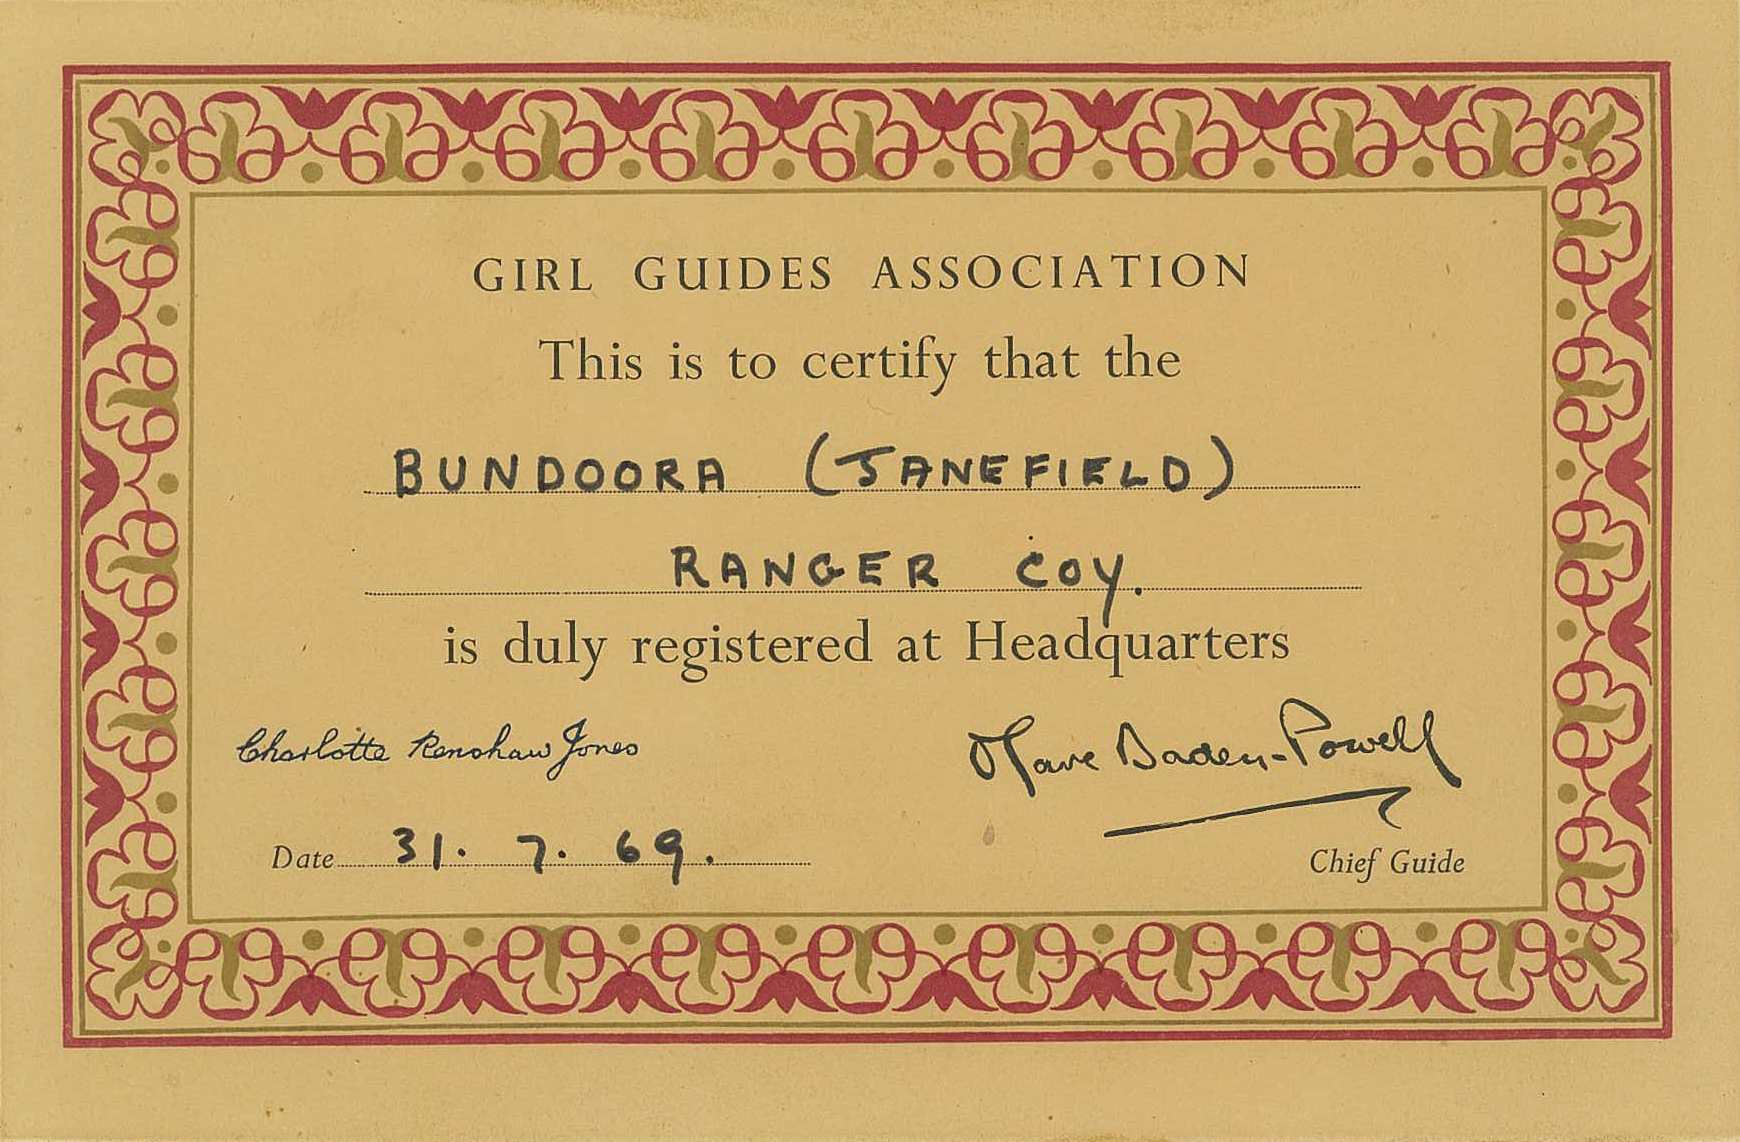 GIRL GUIDES ASSOCIATION
This is to certify that the
BUNDOORA (JANEFIELD)
RANGER COY.
is duly registered at Headquarters
Charlotte Renshaw Jones
Olave Baden-Powell
Date 31. 7. 69.
Chief Guide